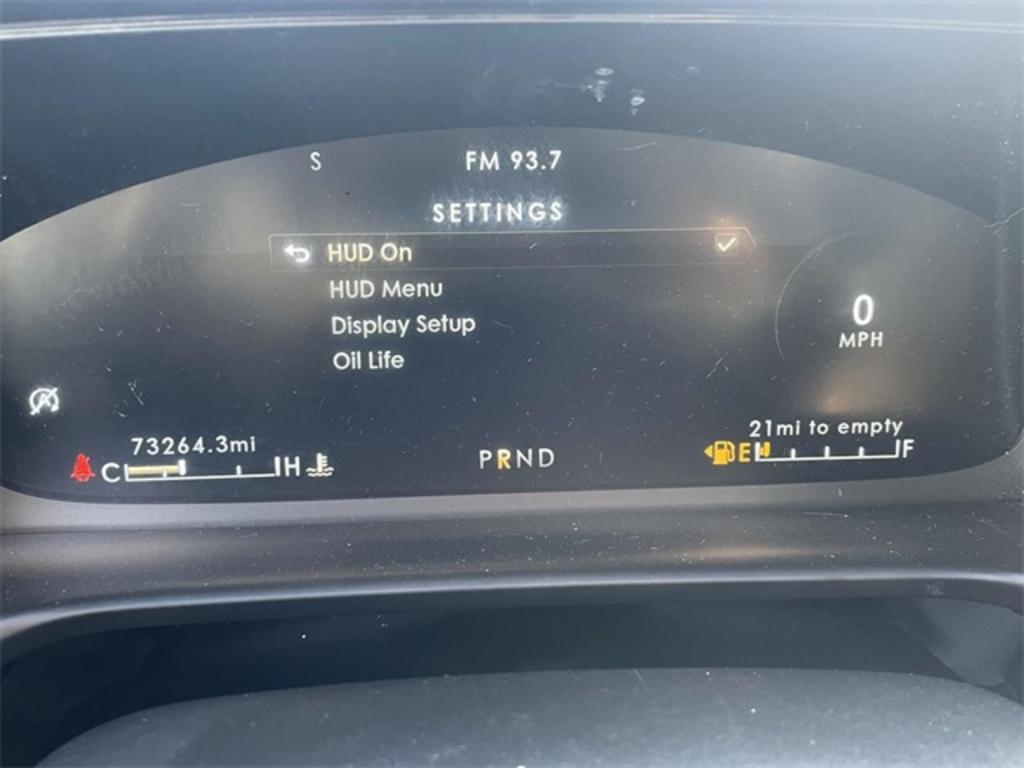 S FM 93.7
SETTINGS
HUD On
HUD Menu
Display Setup
Oil Life
0
MPH
A
73264.3mi
21mi to empty
C H
PRND
E F